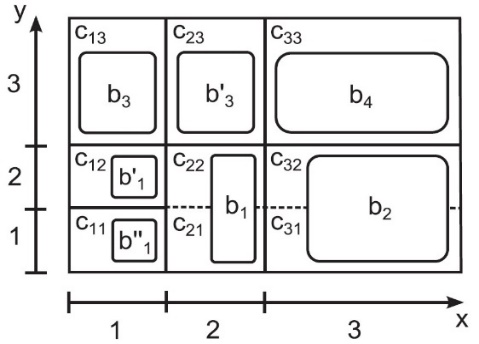 y
c13 c23 c33
3 b3 b'3 b4
c12 c22 c32
2 b'1
b1 b2
1 c11 c21 c31
b"1
1 2 3 x